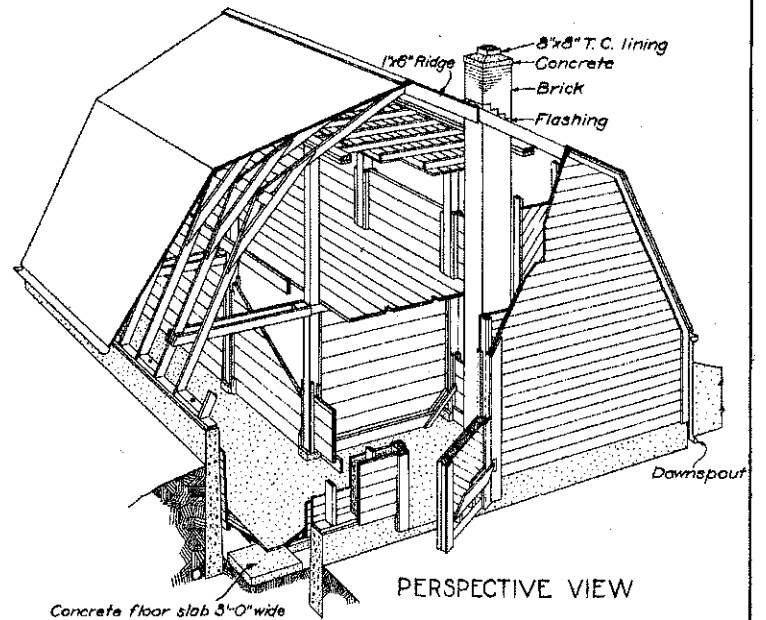 8"x8" T.C. lining
1"x6" Ridge
Concrete
Brick
Flashing
Downspout
PERSPECTIVE VIEW
Concrete floor slab 3'-0" wide